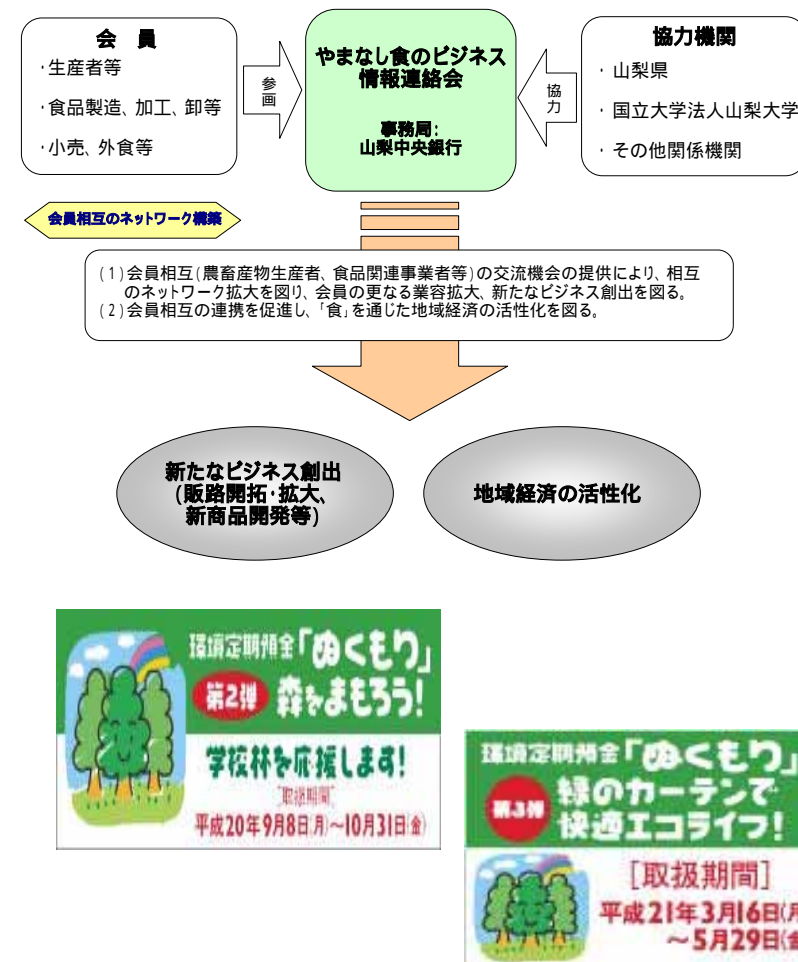 会 員
・生産者等
・食品製造、加工、卸等
・小売、外食等
参画
やまなし食のビジネス
情報連絡会
事務局：
山梨中央銀行
協力
協力機関
・ 山梨県
・ 国立大学法人山梨大学
・ その他関係機関
会員相互のネットワーク構築
(1)会員相互(農畜産物生産者、食品関連事業者等)の交流機会の提供により、相互
のネットワーク拡大を図り、会員の更なる業容拡大、新たなビジネス創出を図る。
(2)会員相互の連携を促進し、「食」を通じた地域経済の活性化を図る。
新たなビジネス創出
(販路開拓・拡大、
新商品開発等)
地域経済の活性化
環境定期預金「ぬくもり」
第2弾 森をまもろう!
学校林を応援します!
[取扱期間]
平成20年9月8日(月)～10月31日(金)
環境定期預金「ぬくもり」
第3弾 緑のカーテンで
快適エコライフ!
[取扱期間]
平成21年3月16日(月
～5月29日(金